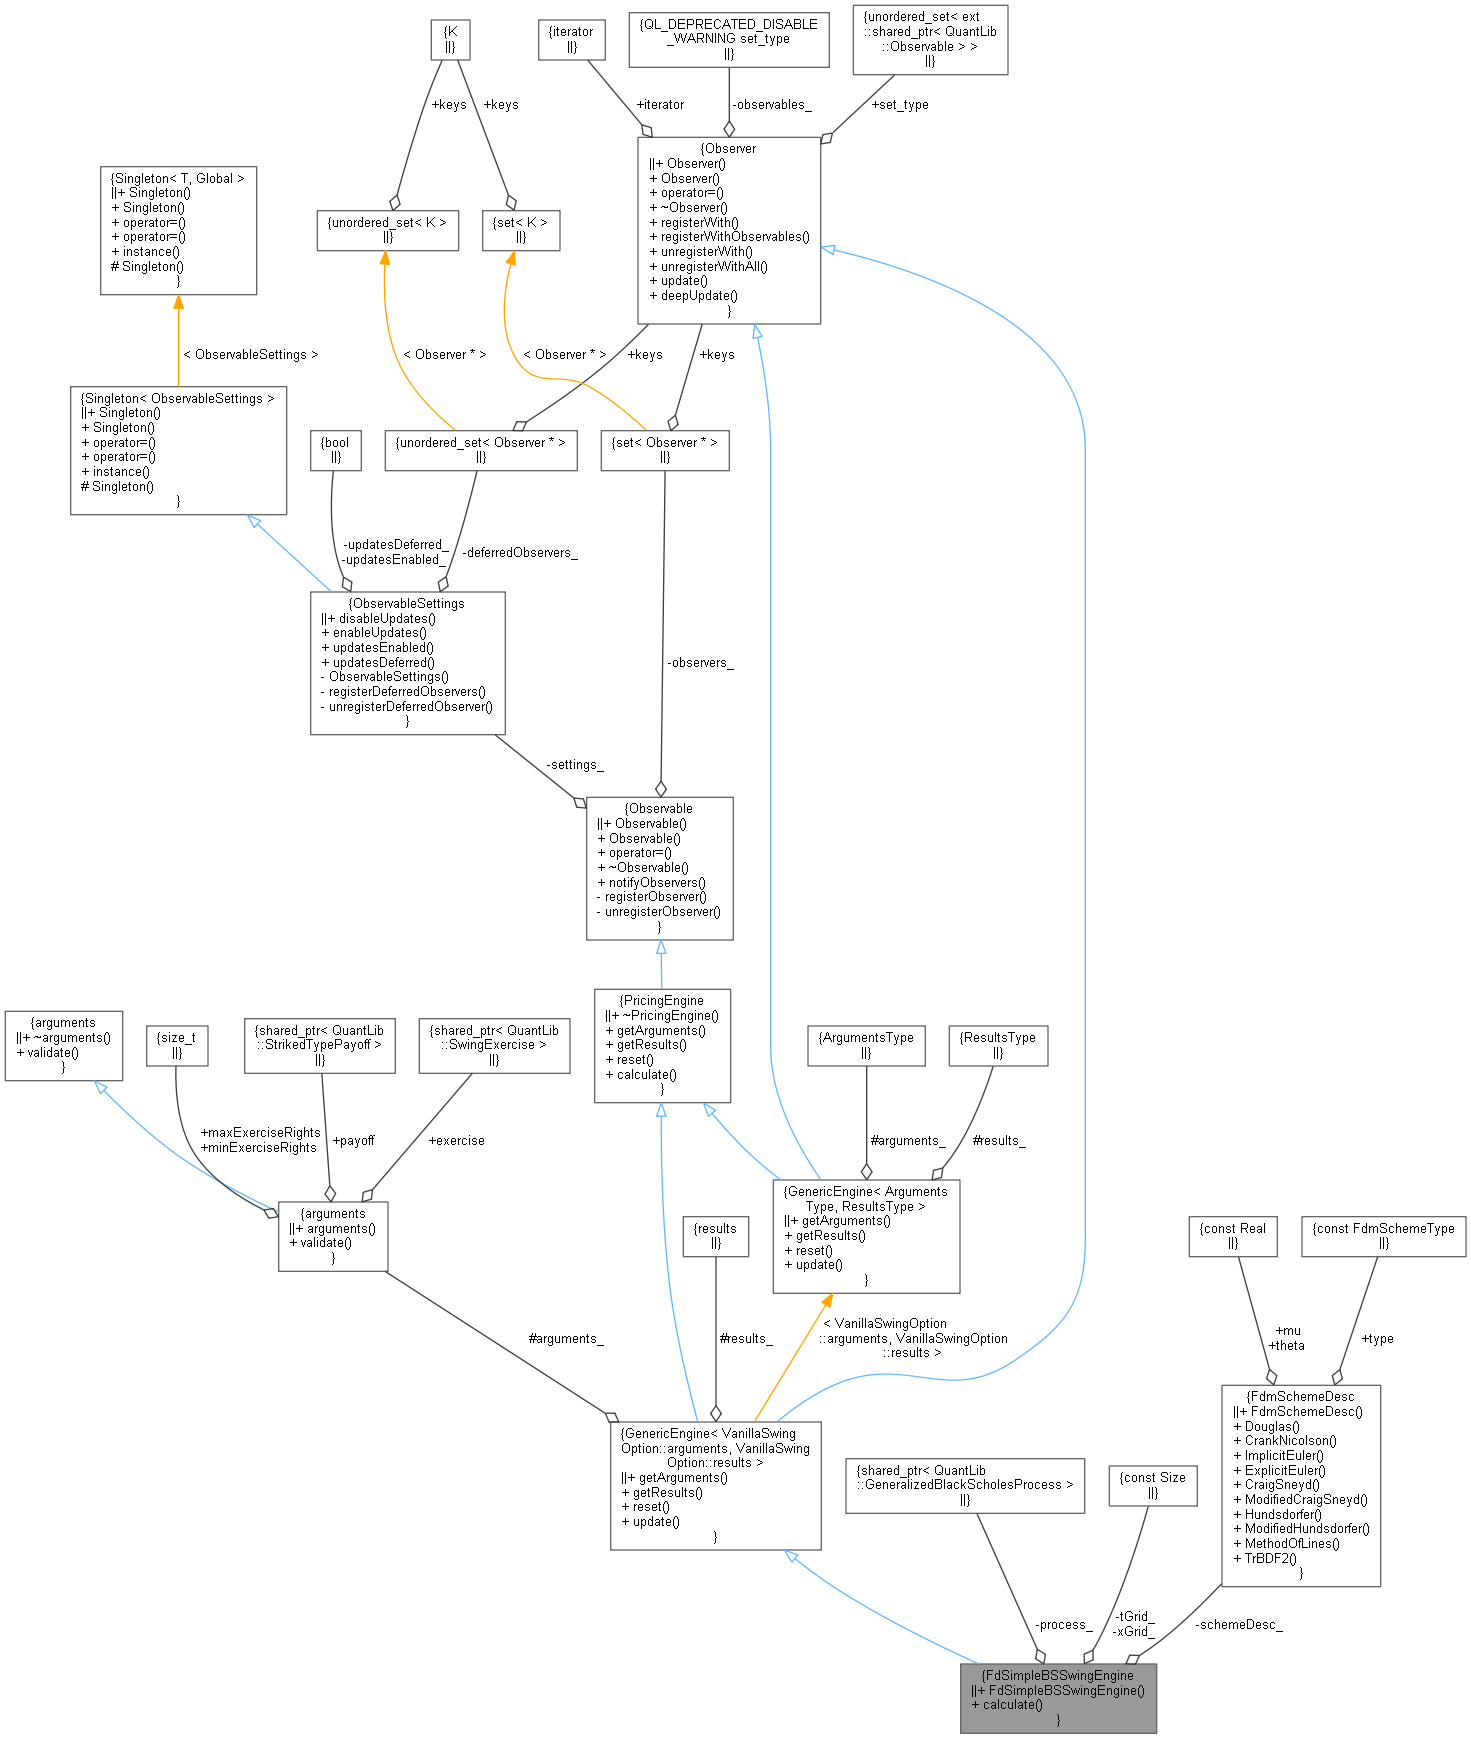 {K
||}
{iterator
||}
{QL_DEPRECATED_DISABLE
_WARNING set_type
||}
{unordered_set< ext
::shared_ptr< QuantLib
::Observable > >
||}
+keys
+keys
+iterator
-observables_
+set_type
{Observer
||+ Observer()
+ Observer()
+ operator=()
+ ~Observer()
+ registerWith()
+ registerWithObservables()
+ unregisterWith()
+ unregisterWithAll()
+ update()
+ deepUpdate()
}
{Singleton< T, Global >
||+ Singleton()
+ Singleton()
+ operator=()
+ operator=()
+ instance()
# Singleton()
}
{unordered_set< K >
||}
{set< K >
||}
< ObservableSettings >
< Observer * >
< Observer * >
+keys
+keys
{Singleton< ObservableSettings >
||+ Singleton()
+ Singleton()
+ operator=()
+ operator=()
+ instance()
# Singleton()
}
{bool
||}
{unordered_set< Observer * >
||}
{set< Observer * >
||}
-updatesDeferred_
-updatesEnabled_
-deferredObservers_
{ObservableSettings
||+ disableUpdates()
+ enableUpdates()
+ updatesEnabled()
+ updatesDeferred()
- ObservableSettings()
- registerDeferredObservers()
- unregisterDeferredObserver()
}
-observers_
-settings_
{Observable
||+ Observable()
+ Observable()
+ operator=()
+ ~Observable()
+ notifyObservers()
- registerObserver()
- unregisterObserver()
}
{PricingEngine
||+ ~PricingEngine()
+ getArguments()
+ getResults()
+ reset()
+ calculate()
}
{arguments
||+ ~arguments()
+ validate()
}
{size_t
||}
{shared_ptr< QuantLib
::StrikedTypePayoff >
||}
{shared_ptr< QuantLib
::SwingExercise >
||}
{ArgumentsType
||}
{ResultsType
||}
+maxExerciseRights
+minExerciseRights
+payoff
+exercise
#arguments_
#results_
{arguments
||+ arguments()
+ validate()
}
{results
||}
{GenericEngine< Arguments
Type, ResultsType >
||+ getArguments()
+ getResults()
+ reset()
+ update()
}
{const Real
||}
{const FdmSchemeType
||}
#arguments_
#results_
< VanillaSwingOption
::arguments, VanillaSwingOption
::results >
+mu
+theta
+type
{GenericEngine< VanillaSwing
Option::arguments, VanillaSwing
Option::results >
||+ getArguments()
+ getResults()
+ reset()
+ update()
}
{shared_ptr< QuantLib
::GeneralizedBlackScholesProcess >
||}
{const Size
||}
{FdmSchemeDesc
||+ FdmSchemeDesc()
+ Douglas()
+ CrankNicolson()
+ ImplicitEuler()
+ ExplicitEuler()
+ CraigSneyd()
+ ModifiedCraigSneyd()
+ Hundsdorfer()
+ ModifiedHundsdorfer()
+ MethodOfLines()
+ TrBDF2()
}
-process_
-tGrid_
-xGrid_
-schemeDesc_
{FdSimpleBSSwingEngine
||+ FdSimpleBSSwingEngine()
+ calculate()
}